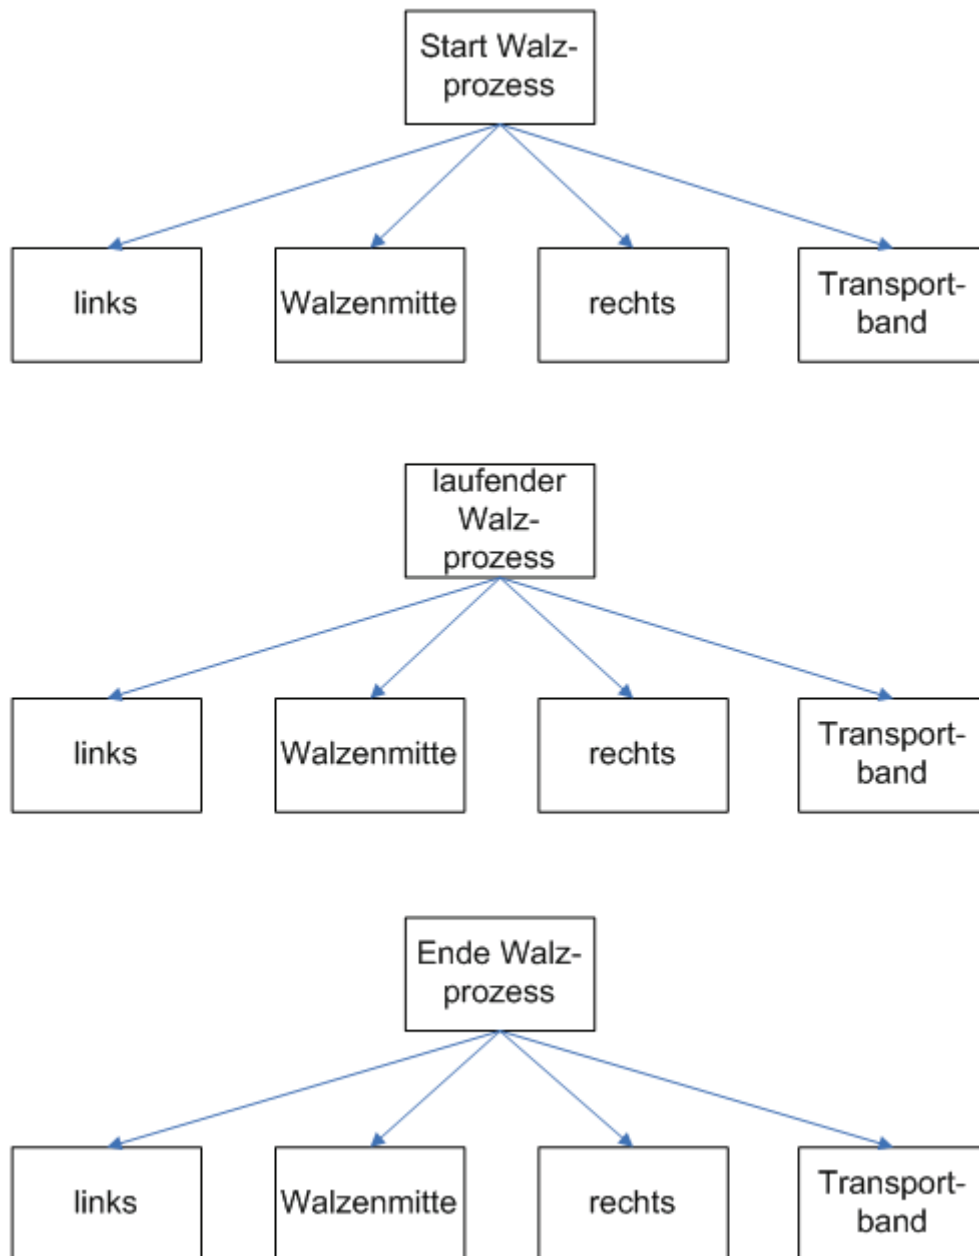 Start Walz-
prozess
links
Walzenmitte
rechts
Transport-
band
laufender
Walz-
prozess
links
Walzenmitte
rechts
Transport-
band
Ende Walz-
prozess
links
Walzenmitte
rechts
Transport-
band